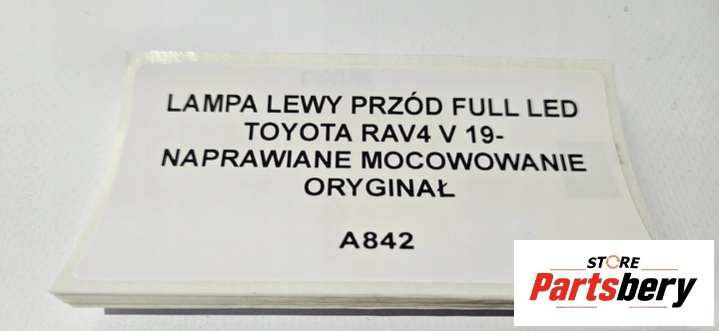 LAMPA LEWY PRZÓD FULL LED
TOYOTA RAV4 V 19-
NAPRAWIANE MOCOWOWANIE
ORYGINAŁ
A842
STORE
Partsbery